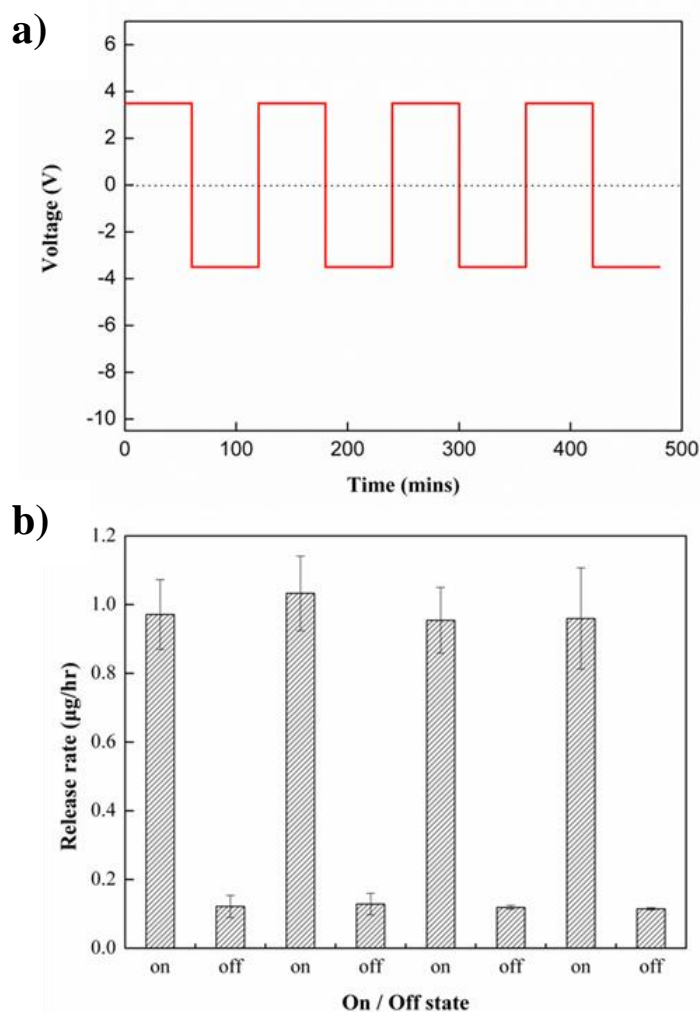 a)
6
4
2
0
-2
-4
-6
-8
-10
Voltage (V)
0 100 200 300 400 500
Time (mins)
b)
1.2
1.0
0.8
0.6
0.4
0.2
0.0
Release rate (µg/hr)
on off on off on off on off
On / Off state